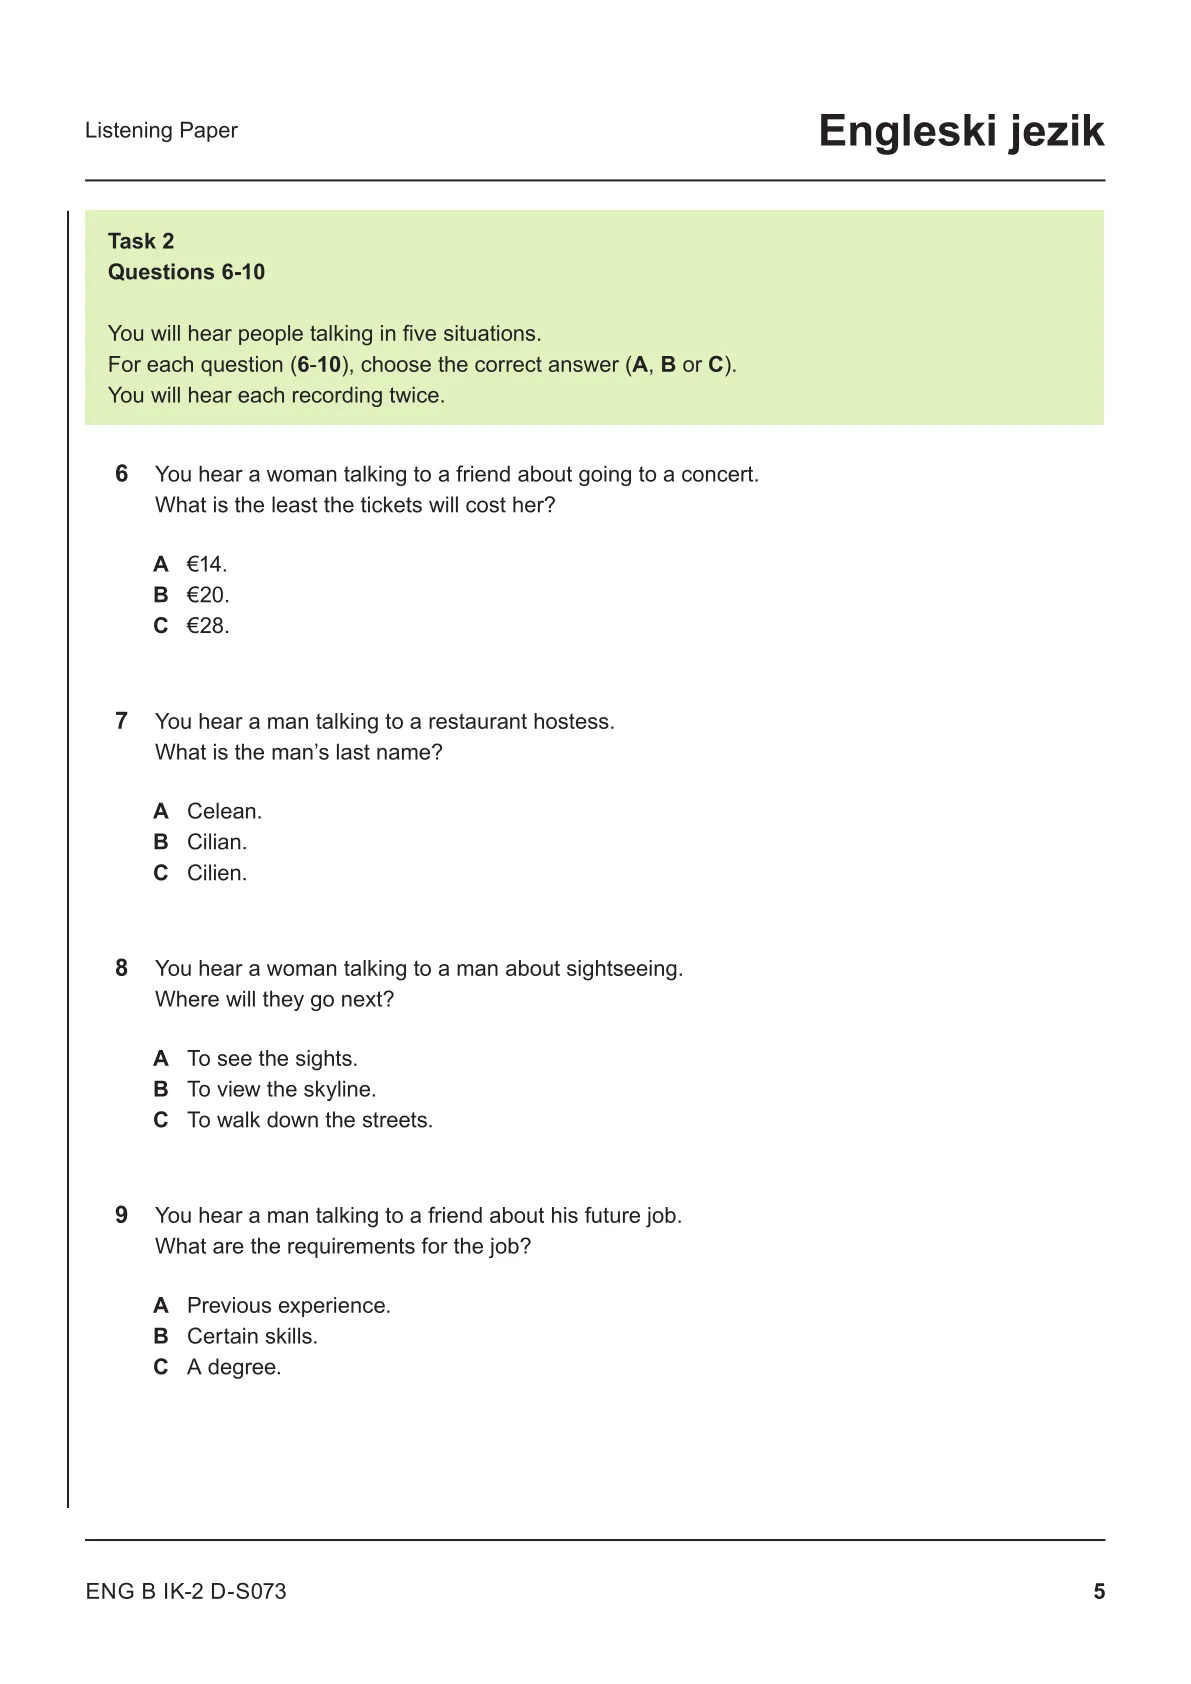 Listening Paper
Engleski jezik
Task 2
Questions 6-10
You will hear people talking in five situations.
For each question (6-10), choose the correct answer (A, B or C).
You will hear each recording twice.
6 You hear a woman talking to a friend about going to a concert.
What is the least the tickets will cost her?
A €14.
B €20.
C €28.
7 You hear a man talking to a restaurant hostess.
What is the man’s last name?
A Celean.
B Cilian.
C Cilien.
8 You hear a woman talking to a man about sightseeing.
Where will they go next?
A To see the sights.
B To view the skyline.
C To walk down the streets.
9 You hear a man talking to a friend about his future job.
What are the requirements for the job?
A Previous experience.
B Certain skills.
C A degree.
ENG B IK-2 D-S073
5